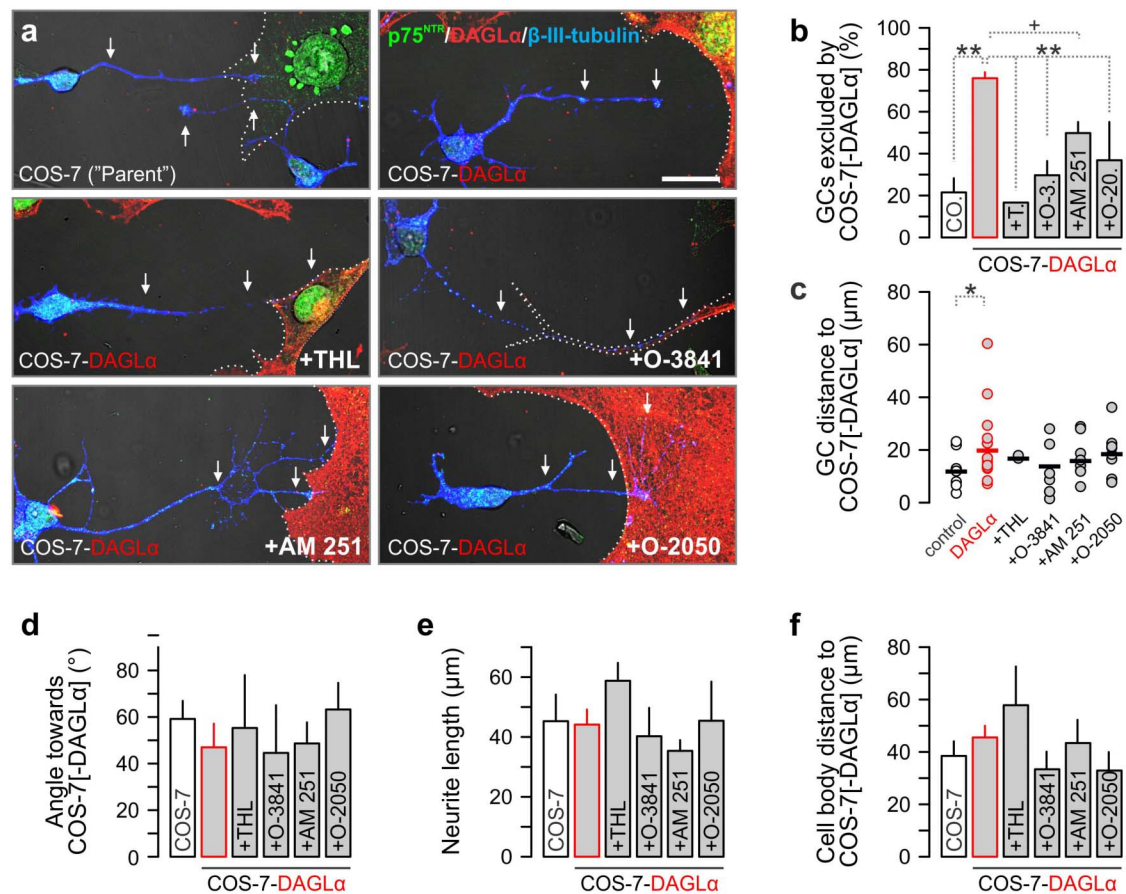 a
p75NTR/DAGLα/β-III-tubulin
COS-7 ("Parent")
COS-7-DAGLα
COS-7-DAGLα
+THL
COS-7-DAGLα
+O-3841
COS-7-DAGLα
+AM 251
COS-7-DAGLα
+O-2050
b
GCs excluded by
COS-7[-DAGLα] (%)
100
80
60
40
20
0
**
+
**
CO.
+T.
+O-3.
+AM 251
+O-20.
COS-7-DAGLα
c
GC distance to
COS-7[-DAGLα] (µm)
80
60
40
20
0
*
control
DAGLα
+THL
+O-3841
+AM 251
+O-2050
d
Angle towards
COS-7[-DAGLα] (°)
80
60
40
20
0
COS-7
+THL
+O-3841
+AM 251
+O-2050
COS-7-DAGLα
e
Neurite length (µm)
80
60
40
20
0
COS-7
+THL
+O-3841
+AM 251
+O-2050
COS-7-DAGLα
f
Cell body distance to
COS-7[-DAGLα] (µm)
80
60
40
20
0
COS-7
+THL
+O-3841
+AM 251
+O-2050
COS-7-DAGLα